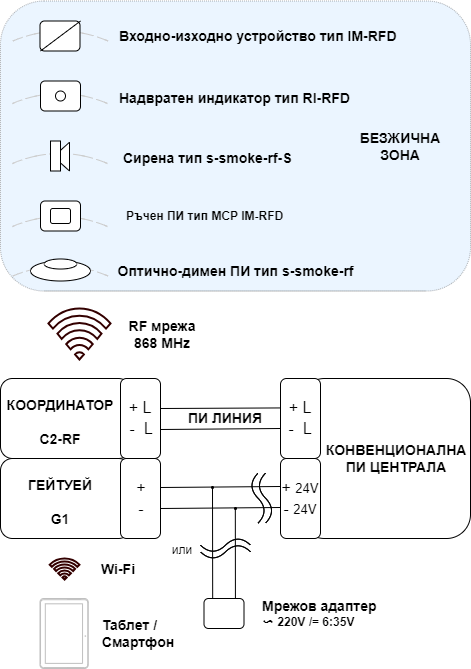 Входно-изходно устройство тип IM-RFD
Надвратен индикатор тип RI-RFD
БЕЗЖИЧНА
ЗОНА
Сирена тип s-smoke-rf-S
Ръчен ПИ тип MCP IM-RFD
Оптично-димен ПИ тип s-smoke-rf
RF мрежа
868 MHz
КООРДИНАТОР
C2-RF
+ L
- L
ПИ ЛИНИЯ
+ L
- L
КОНВЕНЦИОНАЛНА
ПИ ЦЕНТРАЛА
ГЕЙТУЕЙ
G1
+
-
+ 24V
- 24V
или
Wi-Fi
Мрежов адаптер
∽ 220V /= 6:35V
Таблет /
Смартфон